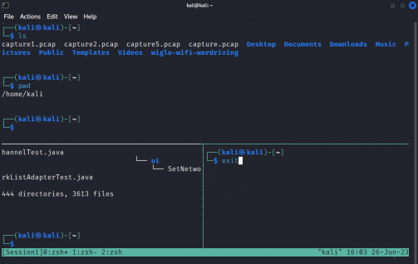 kali@kali: ~
File Actions Edit View Help
┌──(kali㉿kali)-[~]
└─$ ls
capture1.pcap capture2.pcap capture5.pcap capture.pcap Desktop Documents Downloads Music P
ictures Public Templates Videos wigle-wifi-wardriving
┌──(kali㉿kali)-[~]
└─$ pwd
/home/kali
┌──(kali㉿kali)-[~]
└─$
hannelTest.java
└── ui
└── SetNetwo
rkListAdapterTest.java
444 directories, 3613 files
┌──(kali㉿kali)-[~]
└─$
┌──(kali㉿kali)-[~]
└─$ exit
[Session1]0:zsh* 1:zsh- 2:zsh "kali" 16:03 26-Jun-23